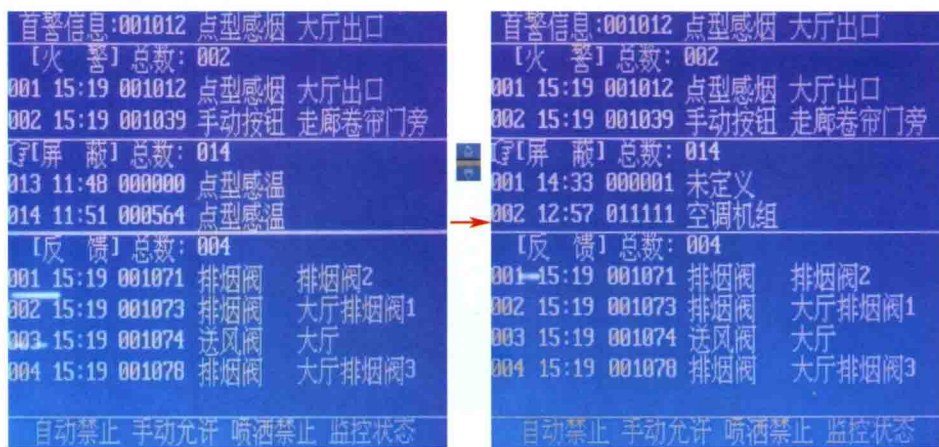 首警信息:001012 点型感烟 大厅出口
[火 警] 总数: 002
001 15:19 001012 点型感烟 大厅出口
002 15:19 001039 手动按钮 走廊卷帘门旁
[屏 蔽] 总数: 014
013 11:48 000000 点型感温
014 11:51 000564 点型感温
[反 馈] 总数: 004
001 15:19 001071 排烟阀 排烟阀2
002 15:19 001073 排烟阀 大厅排烟阀1
003 15:19 001074 送风阀 大厅
004 15:19 001078 排烟阀 大厅排烟阀3
自动禁止 手动允许 喷洒禁止 监控状态
首警信息:001012 点型感烟 大厅出口
[火 警] 总数: 002
001 15:19 001012 点型感烟 大厅出口
002 15:19 001039 手动按钮 走廊卷帘门旁
[屏 蔽] 总数: 014
001 14:33 000001 未定义
002 12:57 011111 空调机组
[反 馈] 总数: 004
001 15:19 001071 排烟阀 排烟阀2
002 15:19 001073 排烟阀 大厅排烟阀1
003 15:19 001074 送风阀 大厅
004 15:19 001078 排烟阀 大厅排烟阀3
自动禁止 手动允许 喷洒禁止 监控状态